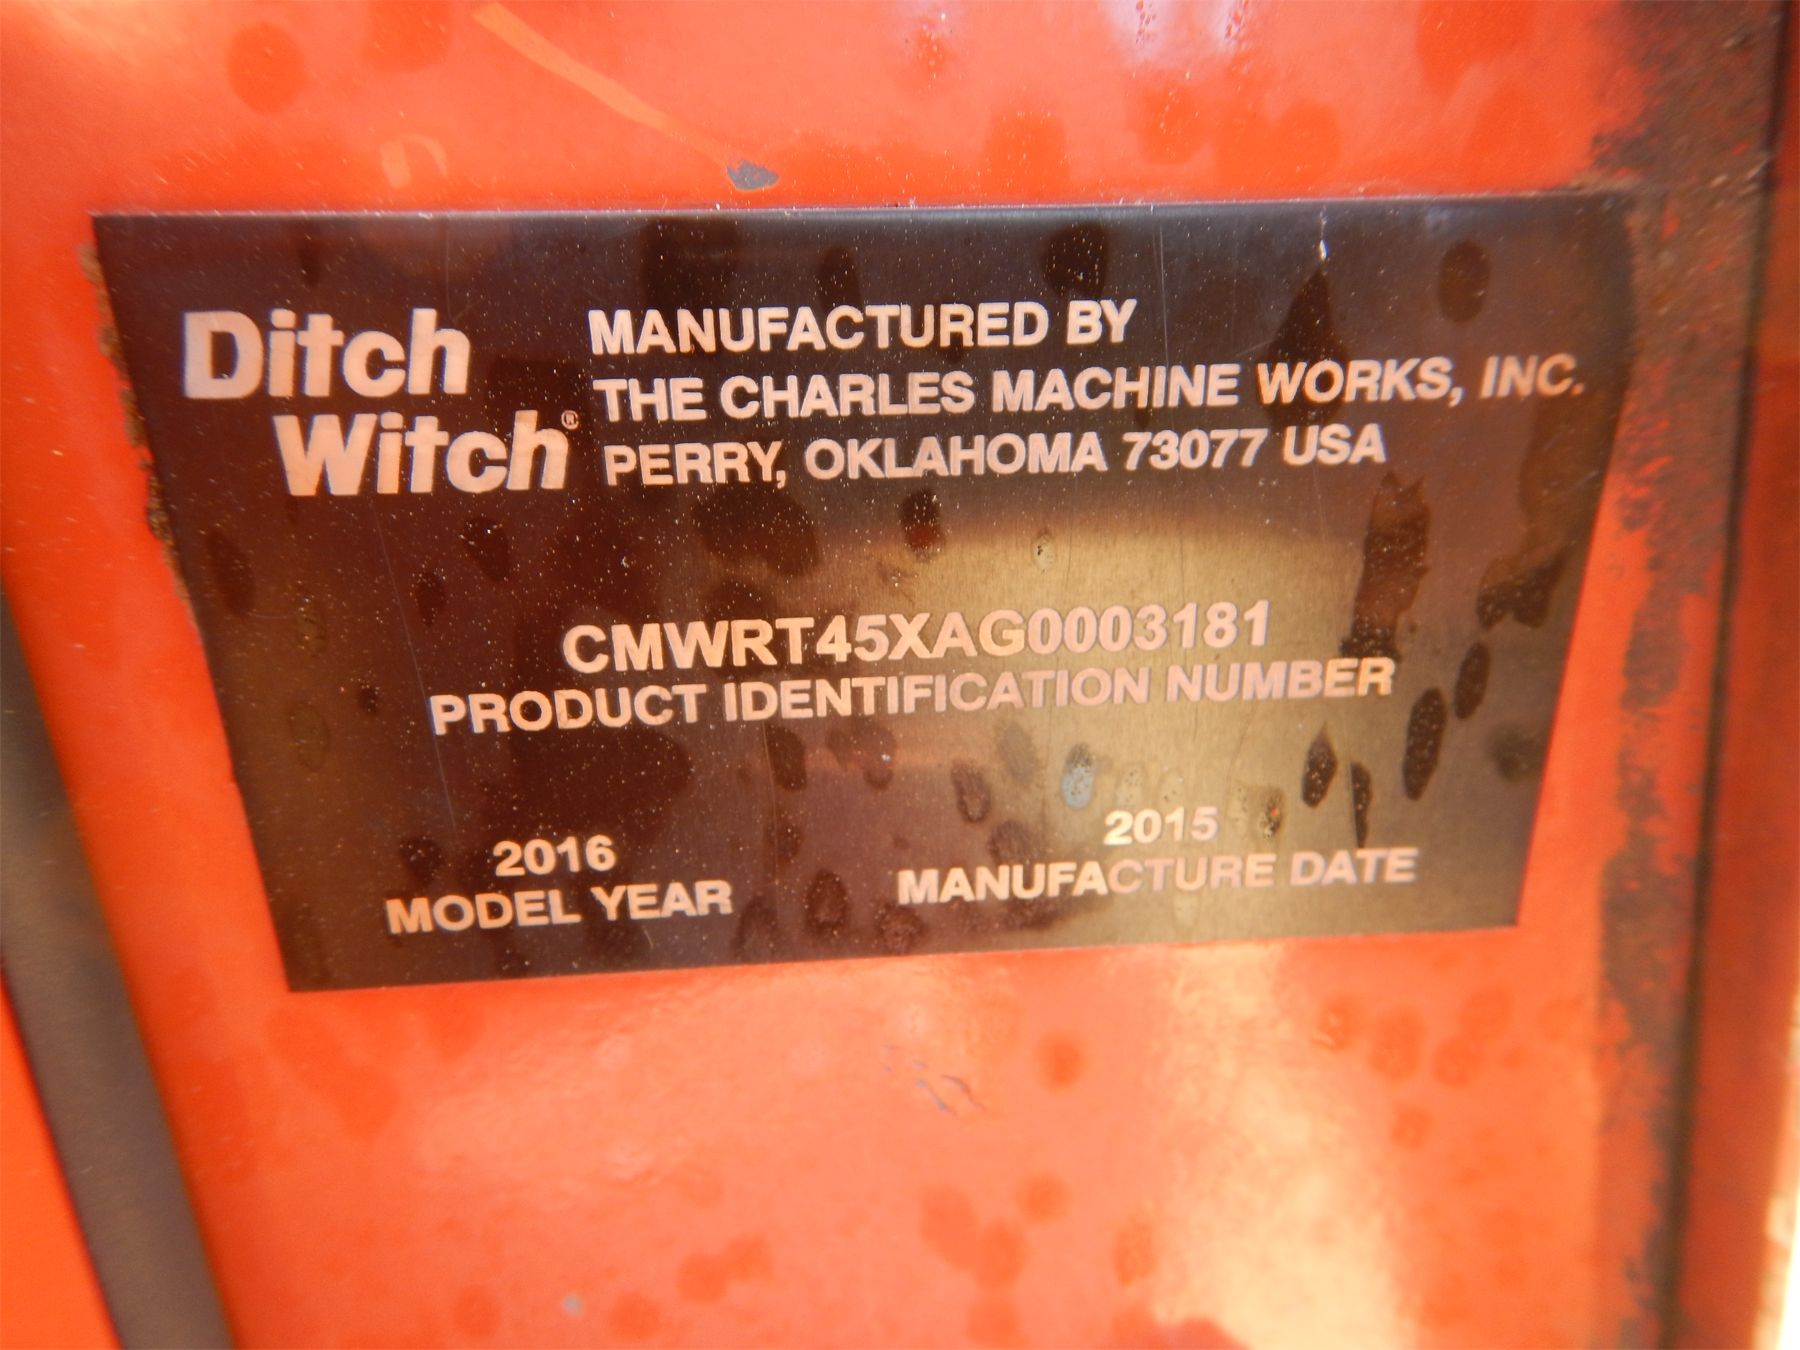 Ditch
Witch®
MANUFACTURED BY
THE CHARLES MACHINE WORKS, INC.
PERRY, OKLAHOMA 73077 USA
CMWRT45XAG0003181
PRODUCT IDENTIFICATION NUMBER
2016
MODEL YEAR
2015
MANUFACTURE DATE